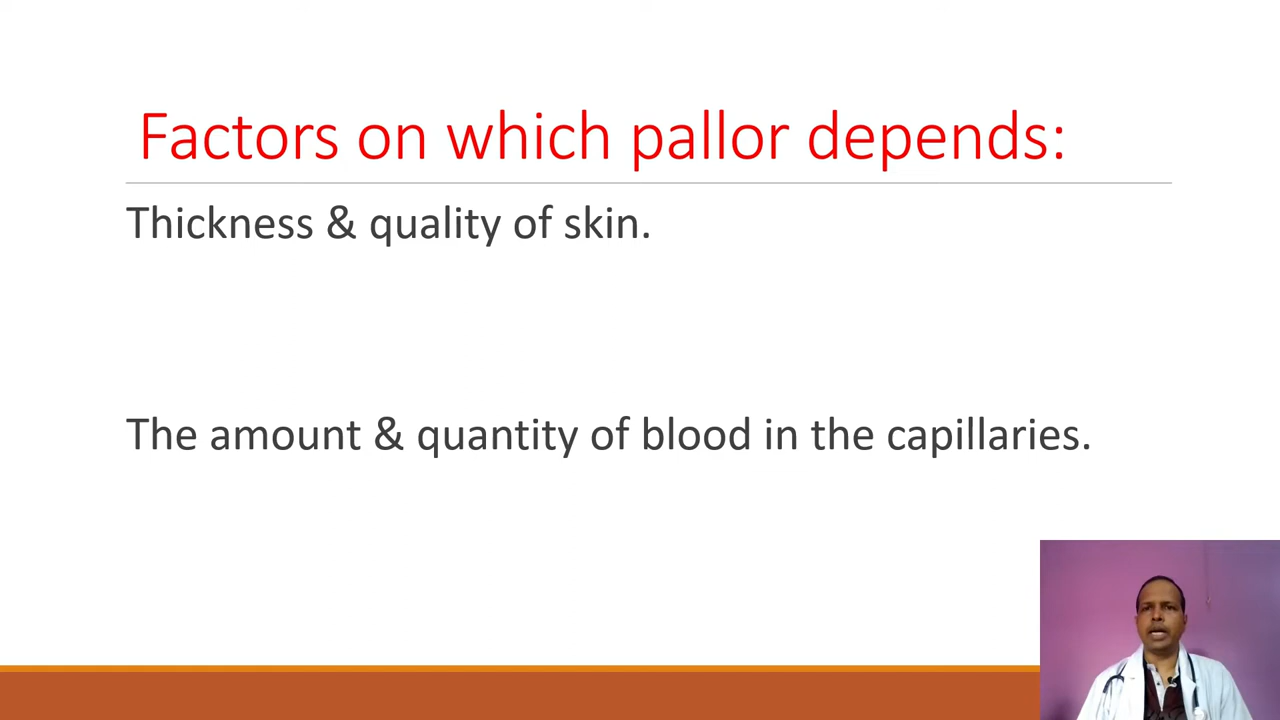 Factors on which pallor depends:
Thickness & quality of skin.
The amount & quantity of blood in the capillaries.